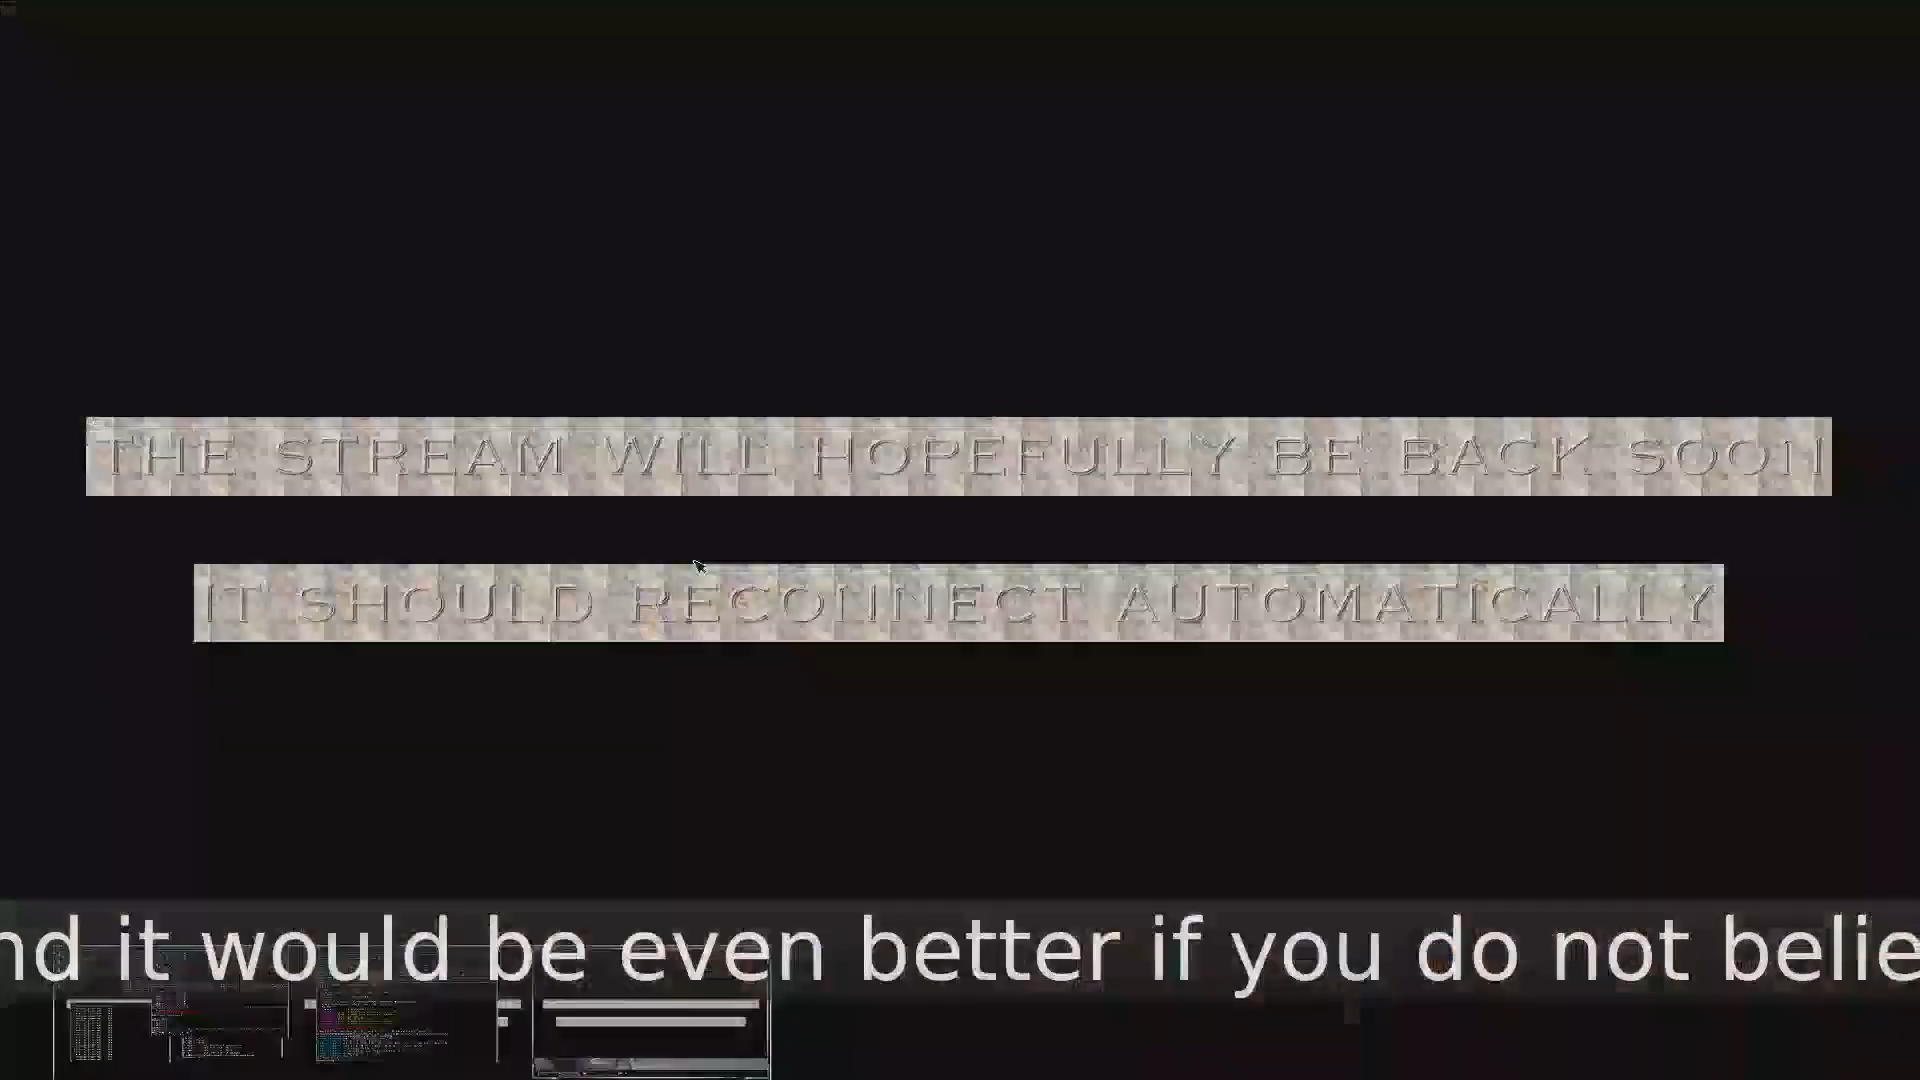 THE STREAM WILL HOPEFULLY BE BACK SOON
IT SHOULD RECONNECT AUTOMATICALLY
nd it would be even better if you do not belie